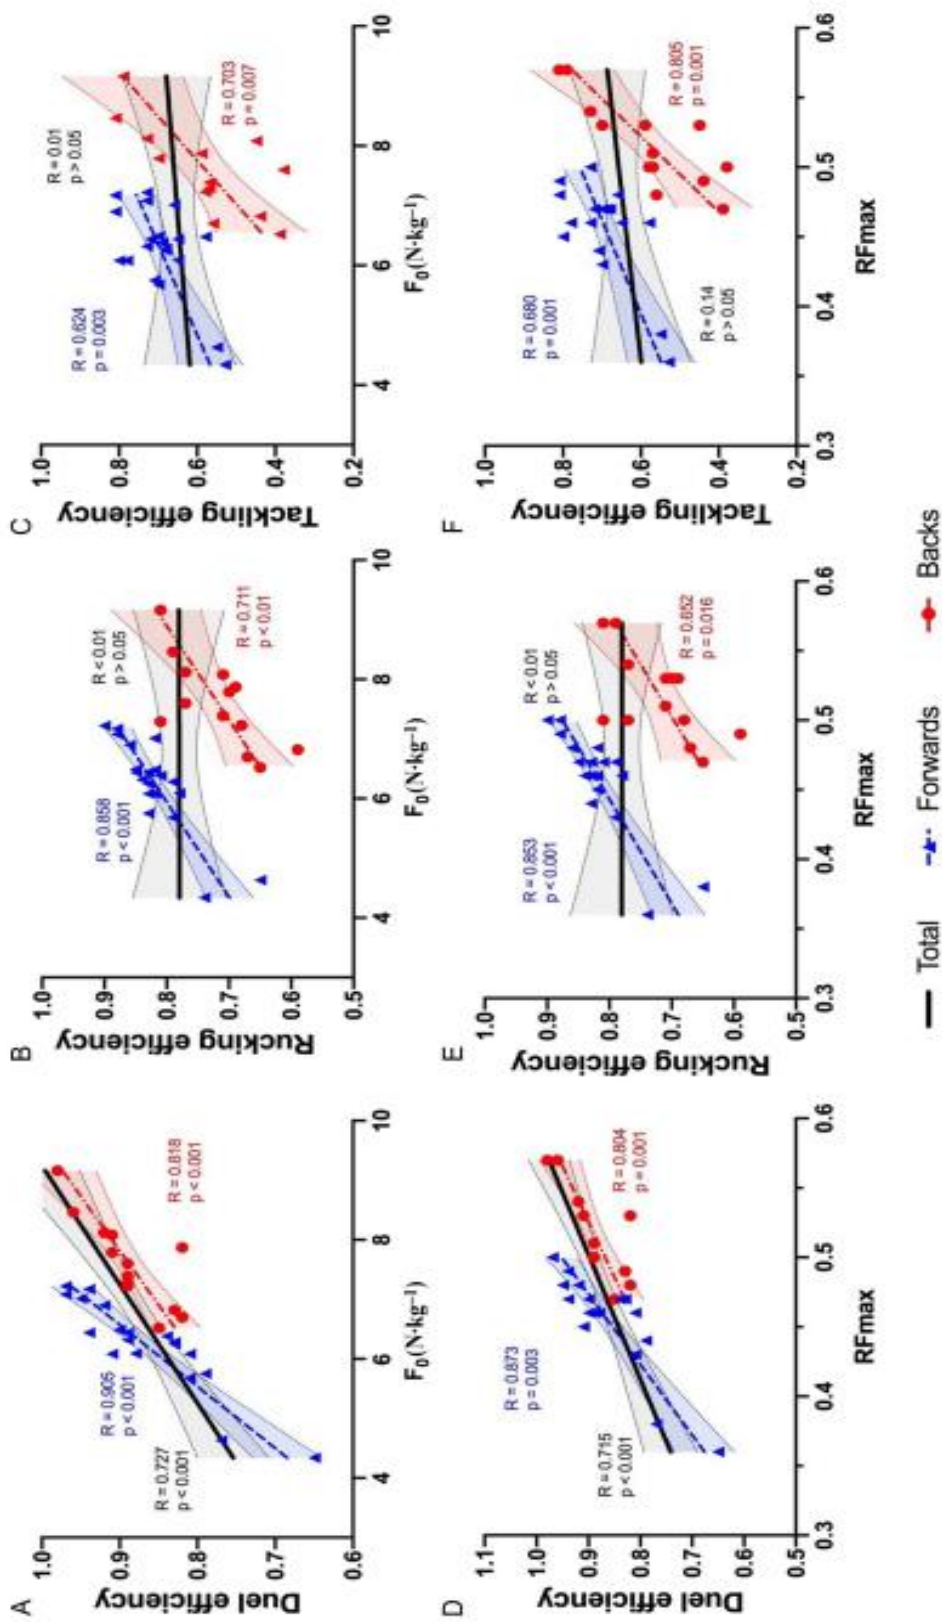 A
Duel efficiency
1.0
0.9
0.8
0.7
0.6
4
6
8
10
F₀(N·kg⁻¹)
R = 0.727
p < 0.001
R = 0.905
p < 0.001
R = 0.818
p < 0.001
B
Rucking efficiency
1.0
0.9
0.8
0.7
0.6
0.5
4
6
8
10
F₀(N·kg⁻¹)
R = 0.858
p < 0.001
R < 0.01
p > 0.05
R = 0.711
p < 0.01
C
Tackling efficiency
1.0
0.8
0.6
0.4
0.2
4
6
8
10
F₀(N·kg⁻¹)
R = 0.624
p = 0.003
R = 0.01
p > 0.05
R = 0.703
p = 0.007
D
Duel efficiency
1.1
1.0
0.9
0.8
0.7
0.6
0.5
0.3
0.4
0.5
0.6
RFmax
R = 0.715
p < 0.001
R = 0.873
p = 0.003
R = 0.804
p = 0.001
E
Rucking efficiency
1.0
0.9
0.8
0.7
0.6
0.5
0.3
0.4
0.5
0.6
RFmax
R = 0.853
p < 0.001
R < 0.01
p > 0.05
R = 0.652
p = 0.016
F
Tackling efficiency
1.0
0.8
0.6
0.4
0.2
0.3
0.4
0.5
0.6
RFmax
R = 0.680
p = 0.001
R = 0.14
p > 0.05
R = 0.805
p = 0.001
Total
Forwards
Backs